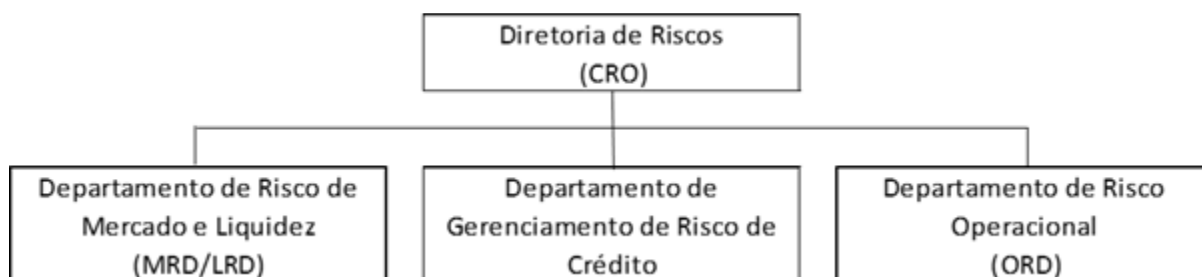 Diretoria de Riscos
(CRO)
Departamento de Risco de
Mercado e Liquidez
(MRD/LRD)
Departamento de
Gerenciamento de Risco de
Crédito
Departamento de Risco
Operacional
(ORD)